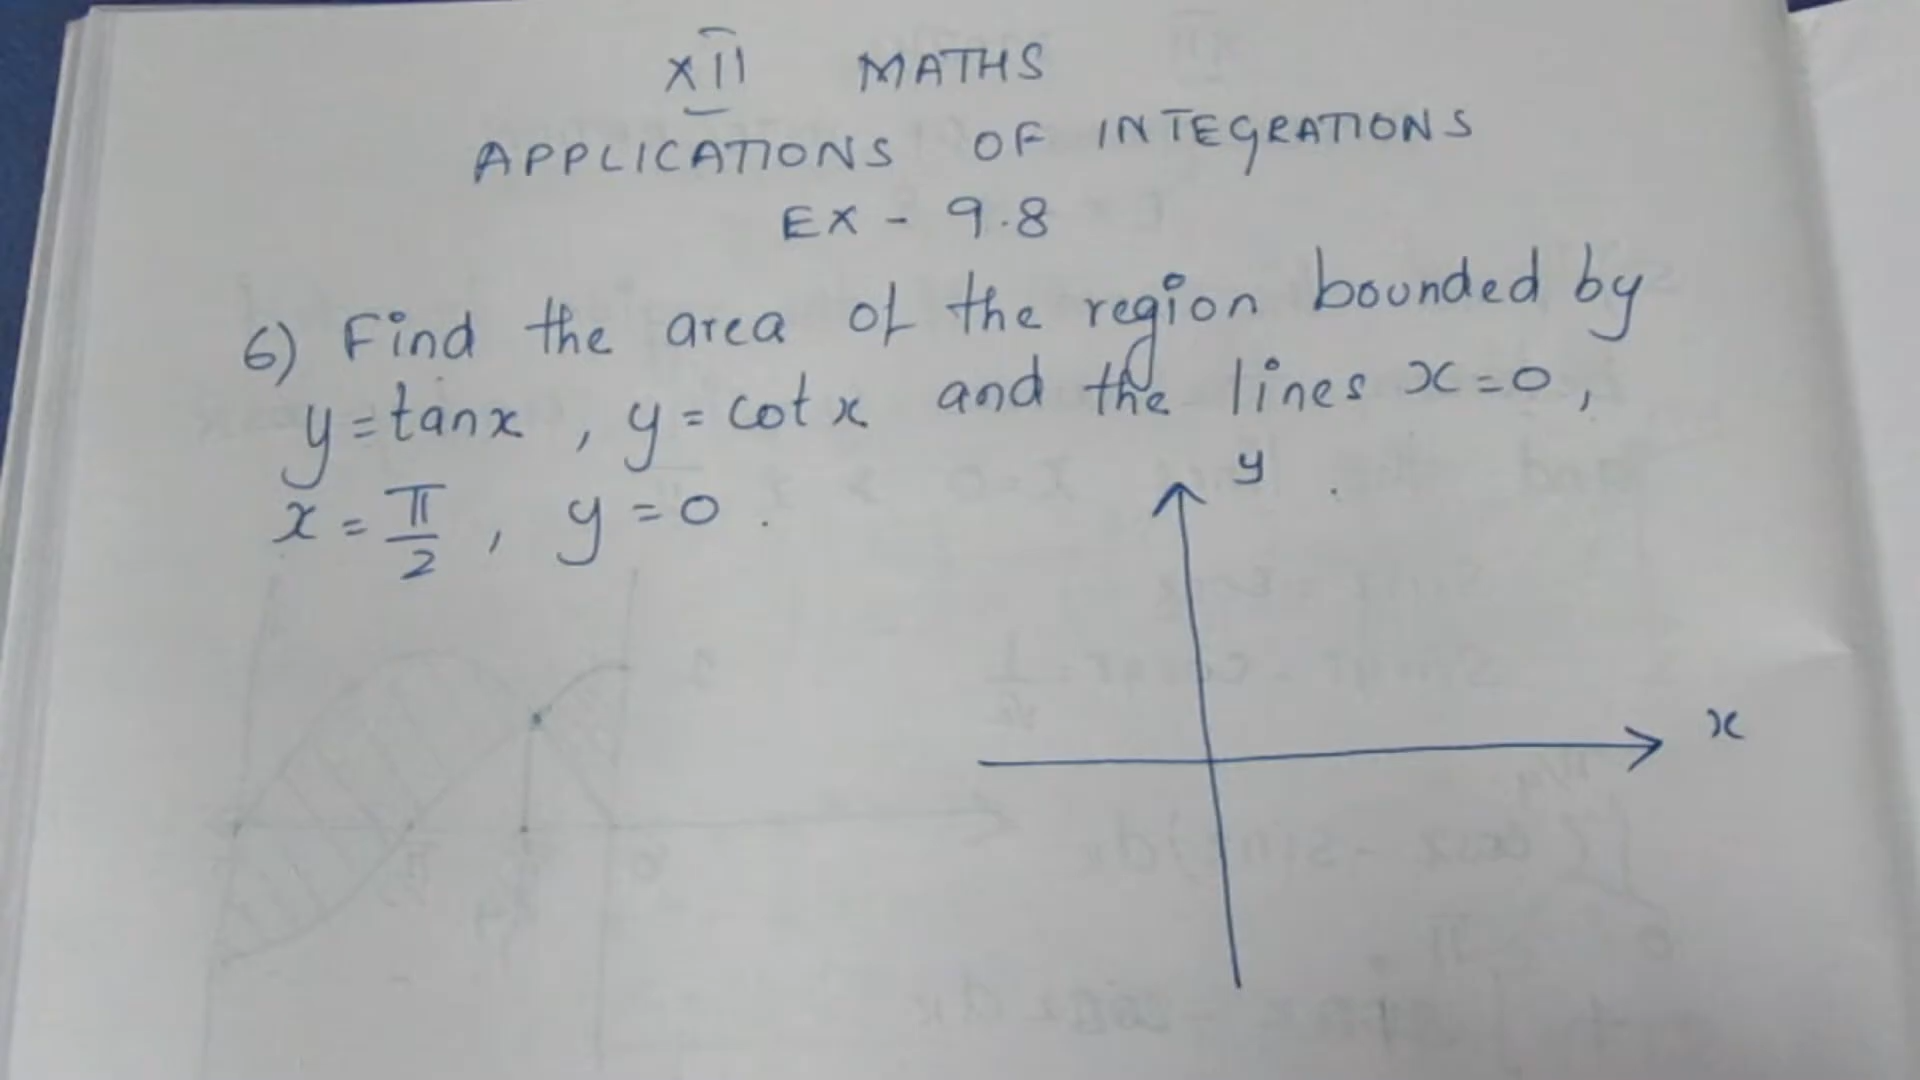 XII MATHS
APPLICATIONS OF INTEGRATIONS
EX - 9.8
6) Find the area of the region bounded by
y = tanx , y = cot x and the lines x = 0 ,
x = π/2 , y = 0 .
y
x